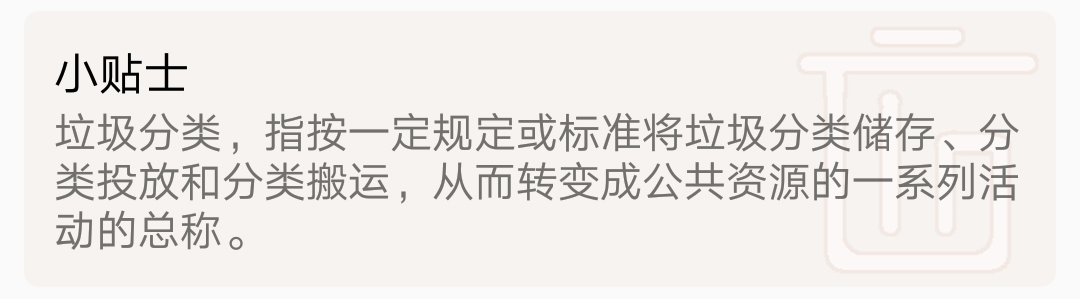 小贴士
垃圾分类，指按一定规定或标准将垃圾分类储存、分
类投放和分类搬运，从而转变成公共资源的一系列活
动的总称。